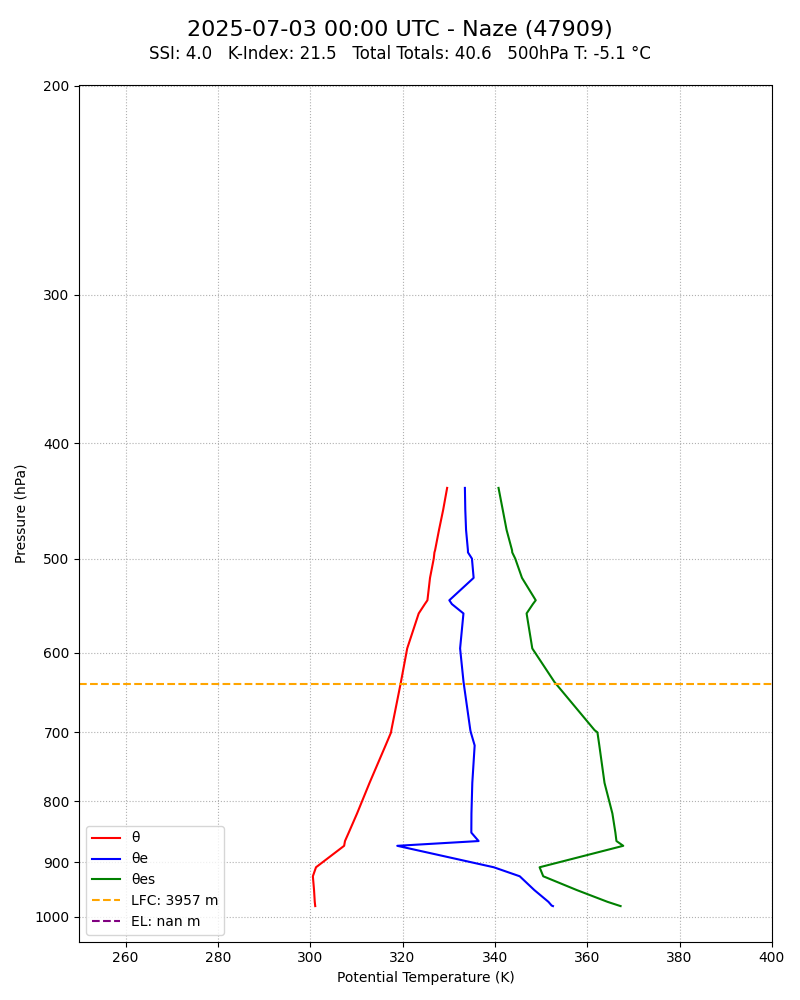 2025-07-03 00:00 UTC - Naze (47909)
SSI: 4.0   K-Index: 21.5   Total Totals: 40.6   500hPa T: -5.1 °C
200
300
400
500
600
700
800
900
1000
Pressure (hPa)
θ
θe
θes
LFC: 3957 m
EL: nan m
260 280 300 320 340 360 380 400
Potential Temperature (K)